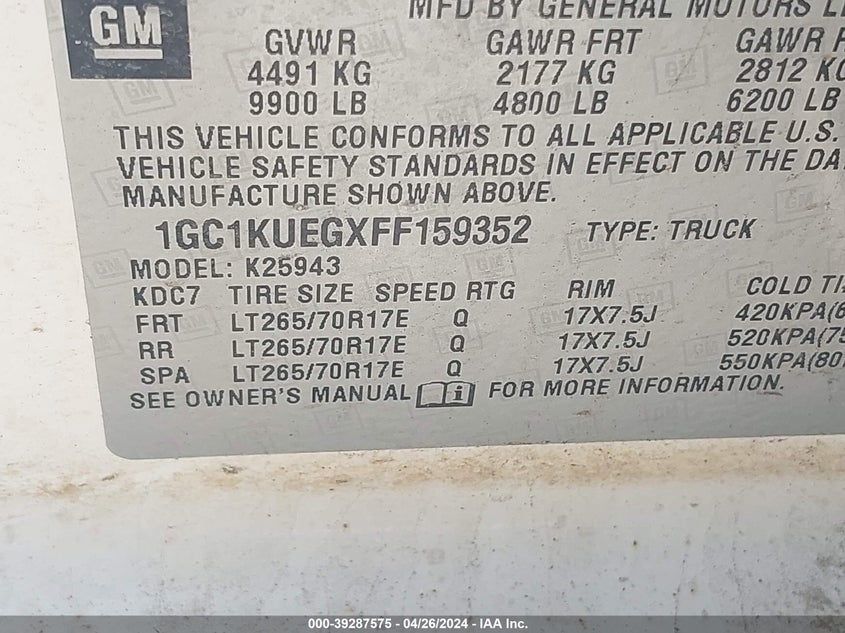 MFD BY GENERAL MOTORS
GM
GVWR GAWR FRT GAWR
4491 KG 2177 KG 2812
9900 LB 4800 LB 6200 LB
THIS VEHICLE CONFORMS TO ALL APPLICABLE U.S.
VEHICLE SAFETY STANDARDS IN EFFECT ON THE
MANUFACTURE SHOWN ABOVE.
1GC1KUEGXFF159352 TYPE: TRUCK
MODEL: K25943
KDC7 TIRE SIZE SPEED RTG RIM COLD
FRT LT265/70R17E Q 17X7.5J 420KPA(6
RR LT265/70R17E Q 17X7.5J 520KPA(75
SPA LT265/70R17E Q 17X7.5J 550KPA(80
SEE OWNER'S MANUAL FOR MORE INFORMATION.
000-39287575 - 04/26/2024 - IAA Inc.